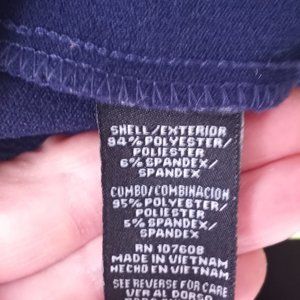 SHELL/EXTERIOR
94% POLYESTER/
POLIESTER
6% SPANDEX/
SPANDEX
COMBO/COMBINACION
95% POLYESTER/
POLIESTER
5% SPANDEX/
SPANDEX
RN 107608
MADE IN VIETNAM
HECHO EN VIETNAM
SEE REVERSE FOR CARE
VER AL DORSO